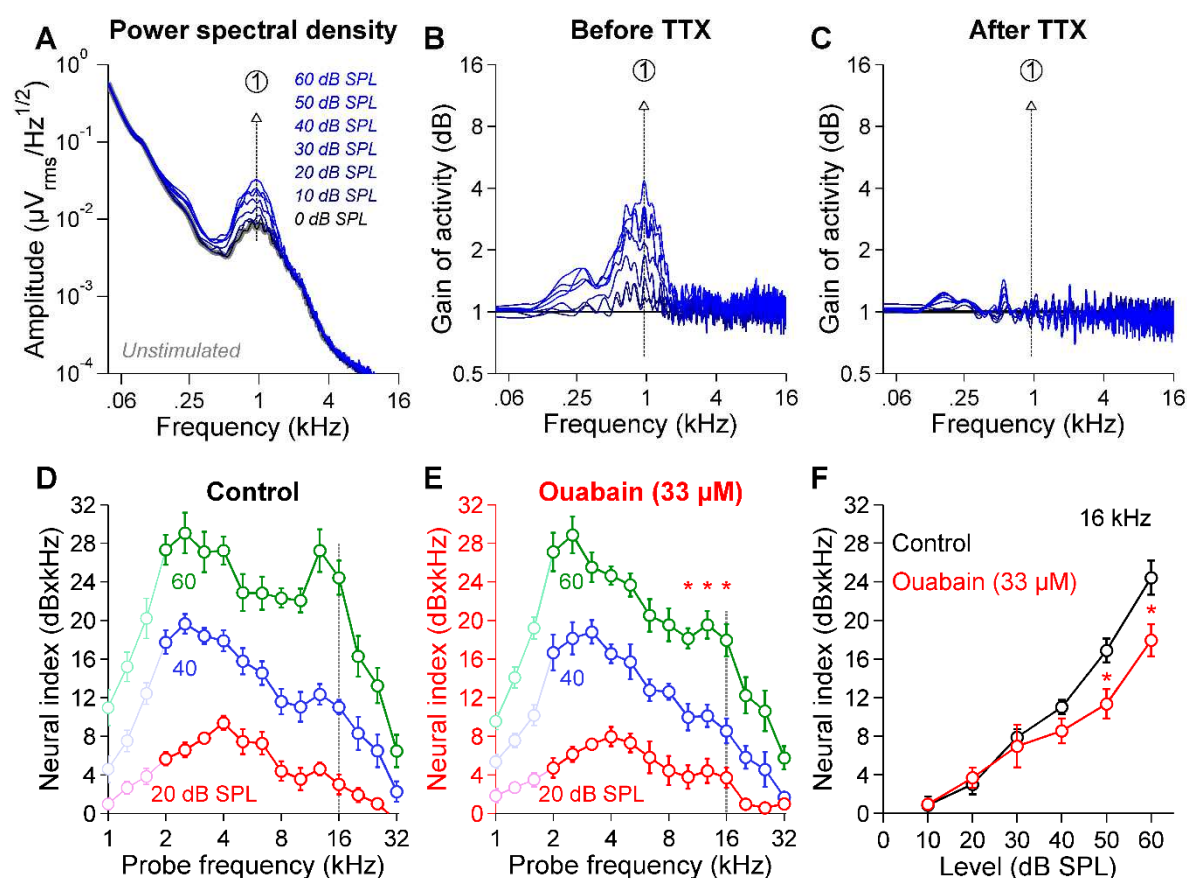 A
Power spectral density
10⁰
10⁻¹
10⁻²
10⁻³
10⁻⁴
Amplitude (µVrms/Hz1/2)
1
60 dB SPL
50 dB SPL
40 dB SPL
30 dB SPL
20 dB SPL
10 dB SPL
0 dB SPL
Unstimulated
.06 .25 1 4 16
Frequency (kHz)
B
Before TTX
16
8
4
2
1
0.5
Gain of activity (dB)
1
.06 .25 1 4 16
Frequency (kHz)
C
After TTX
16
8
4
2
1
0.5
Gain of activity (dB)
1
.06 .25 1 4 16
Frequency (kHz)
D
Control
32
28
24
20
16
12
8
4
0
Neural index (dBxkHz)
60
40
20 dB SPL
1 2 4 8 16 32
Probe frequency (kHz)
E
Ouabain (33 µM)
32
28
24
20
16
12
8
4
0
Neural index (dBxkHz)
* * *
60
40
20 dB SPL
1 2 4 8 16 32
Probe frequency (kHz)
F
32
28
24
20
16
12
8
4
0
Neural index (dBxkHz)
16 kHz
Control
Ouabain (33 µM)
*
*
0 10 20 30 40 50 60
Level (dB SPL)